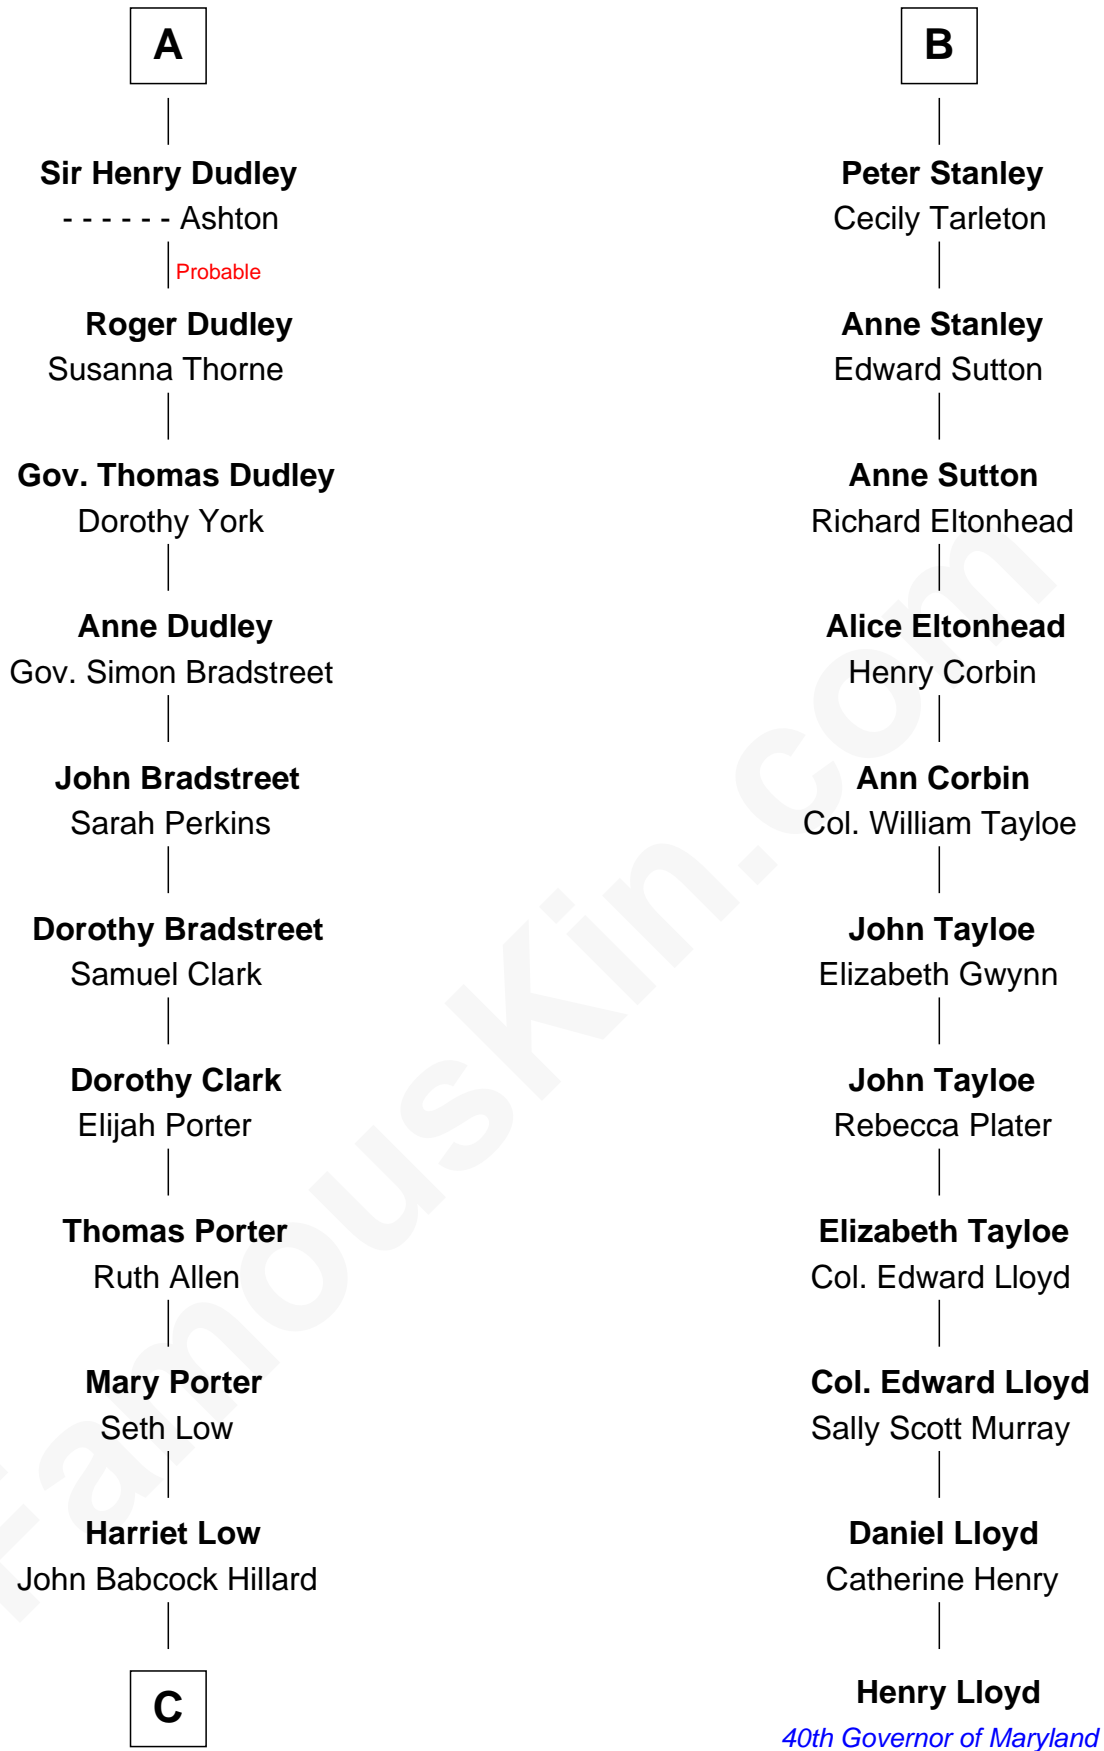 A
Sir Henry Dudley
- - - - - - Ashton
Probable
Roger Dudley
Susanna Thorne
Gov. Thomas Dudley
Dorothy York
Anne Dudley
Gov. Simon Bradstreet
John Bradstreet
Sarah Perkins
Dorothy Bradstreet
Samuel Clark
Dorothy Clark
Elijah Porter
Thomas Porter
Ruth Allen
Mary Porter
Seth Low
Harriet Low
John Babcock Hillard
C
B
Peter Stanley
Cecily Tarleton
Anne Stanley
Edward Sutton
Anne Sutton
Richard Eltonhead
Alice Eltonhead
Henry Corbin
Ann Corbin
Col. William Tayloe
John Tayloe
Elizabeth Gwynn
John Tayloe
Rebecca Plater
Elizabeth Tayloe
Col. Edward Lloyd
Col. Edward Lloyd
Sally Scott Murray
Daniel Lloyd
Catherine Henry
Henry Lloyd
40th Governor of Maryland
FamousKin.com